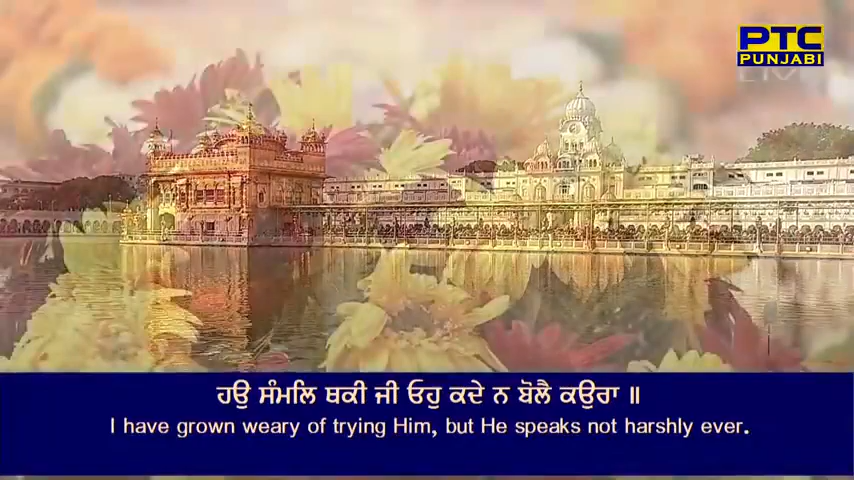 PTC
PUNJABI
LIVE
ਹਉ ਸੰਮਲਿ ਥਕੀ ਜੀ ਓਹੁ ਕਦੇ ਨ ਬੋਲੈ ਕਉਰਾ ॥
I have grown weary of trying Him, but He speaks not harshly ever.